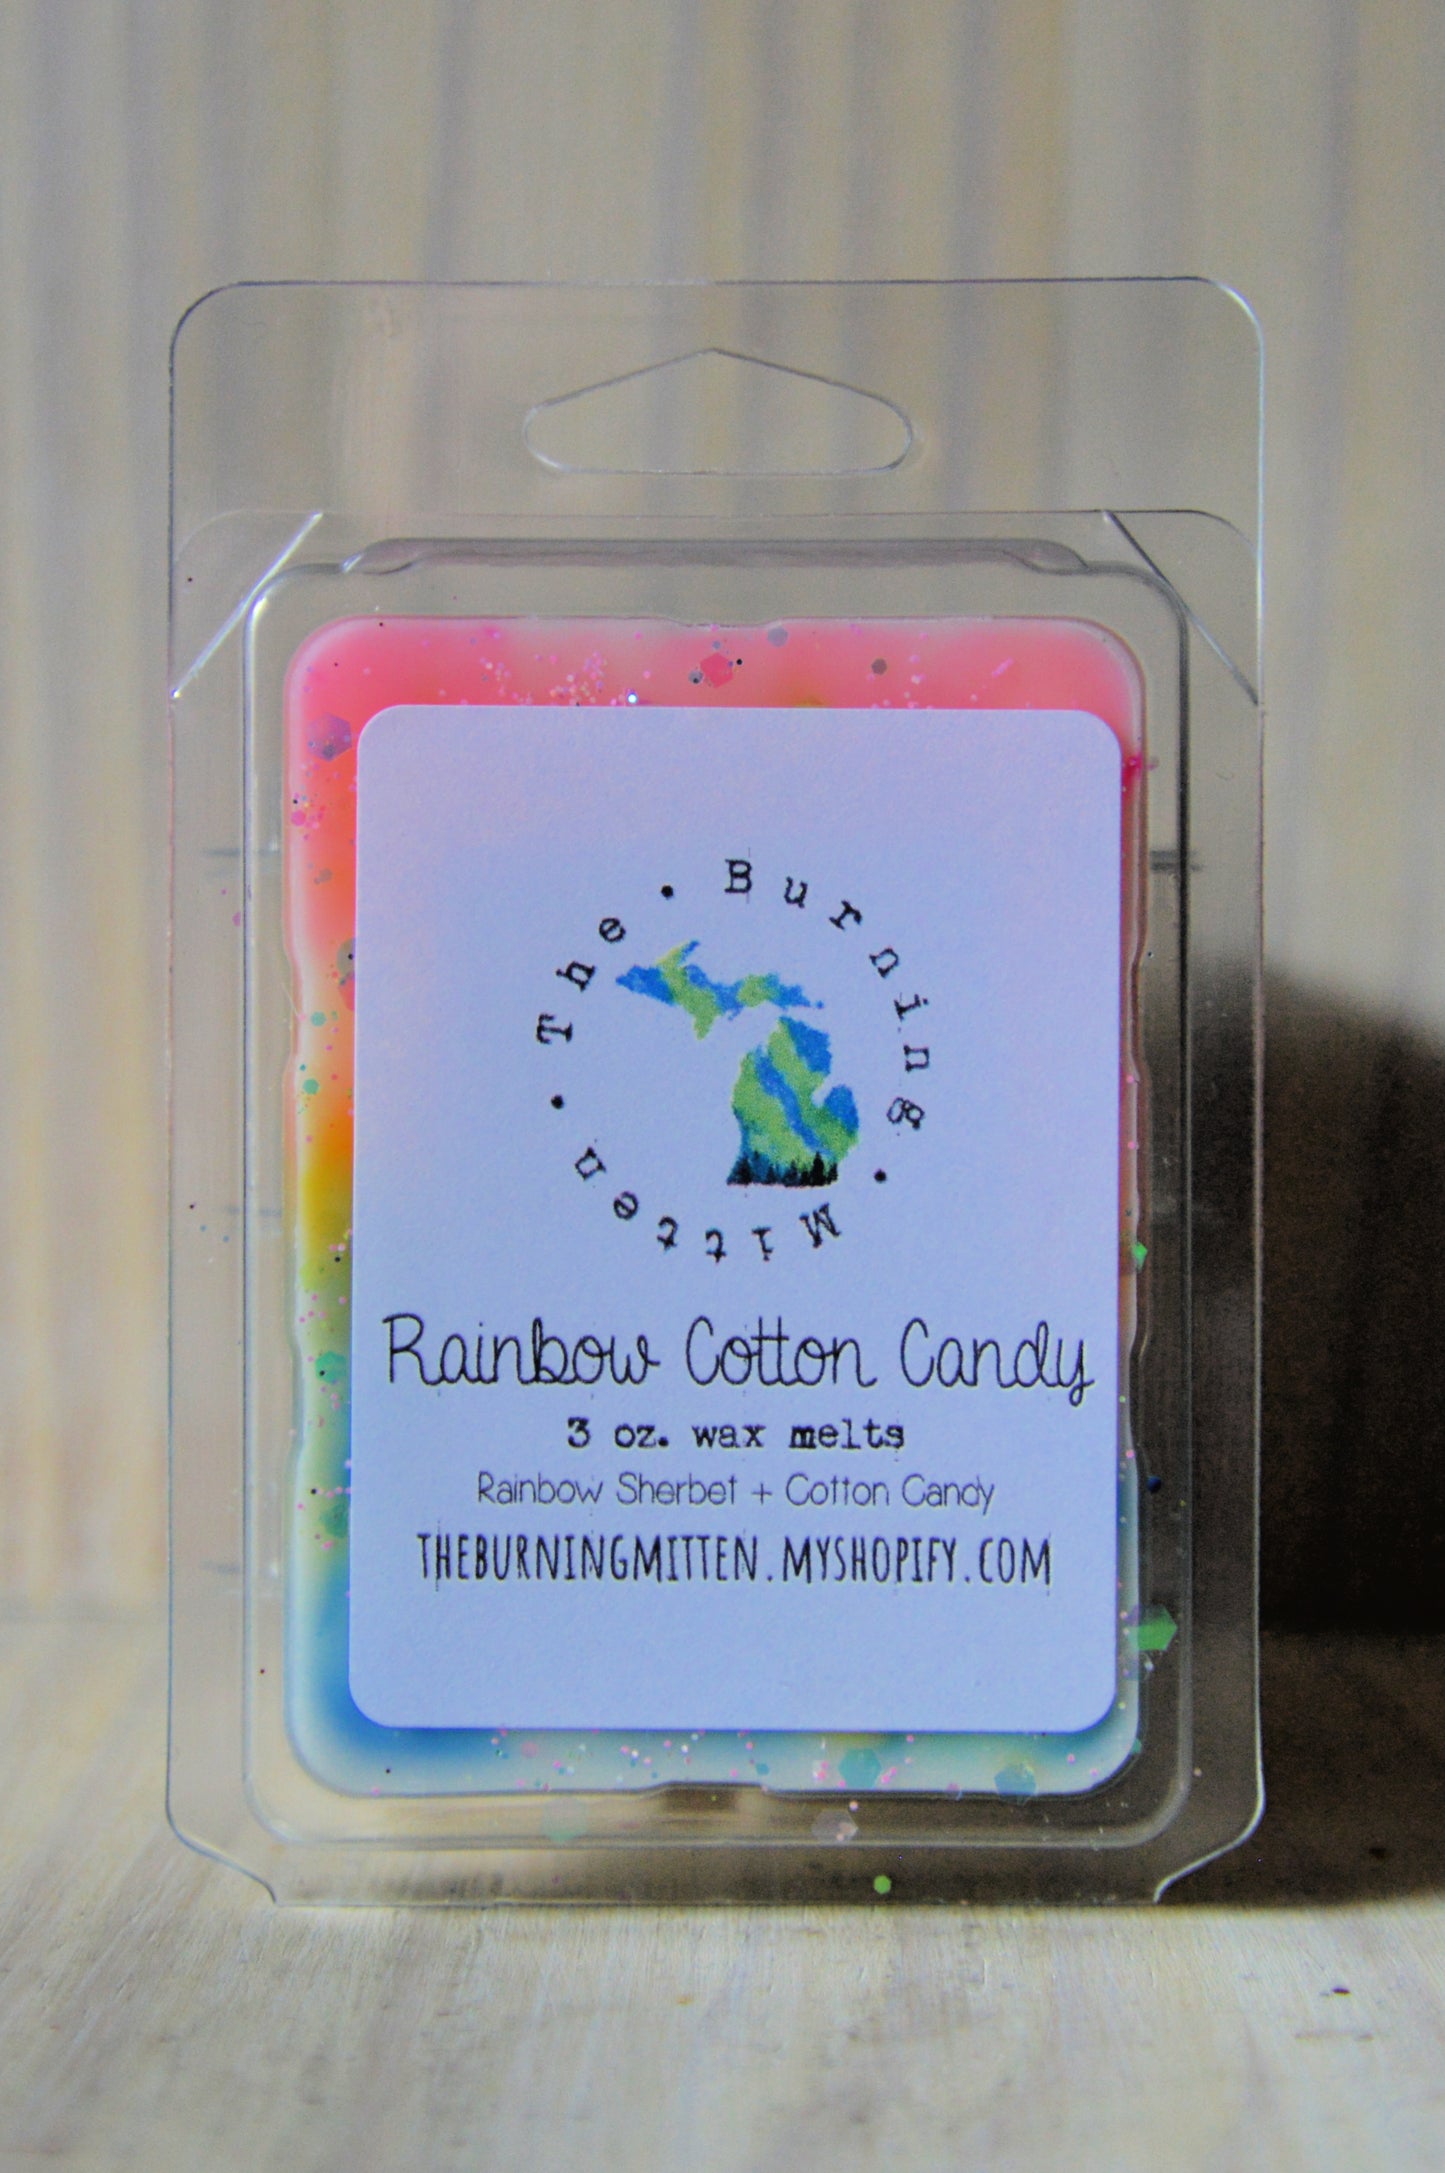 The • Burning • Mitten •
Rainbow Cotton Candy
3 oz. wax melts
Rainbow Sherbet + Cotton Candy
THEBURNINGMITTEN.MYSHOPIFY.COM